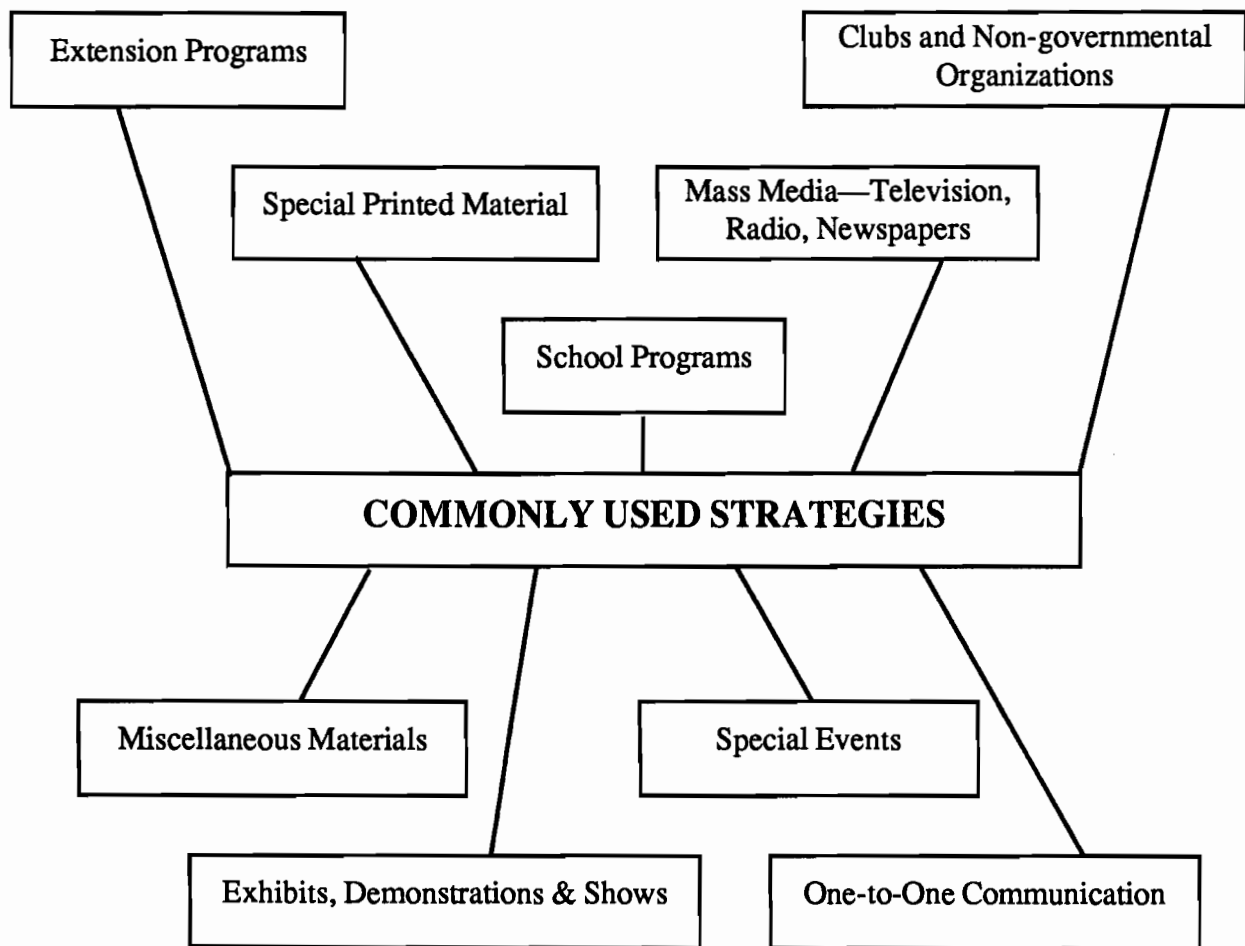 Extension Programs
Clubs and Non-governmental
Organizations
Special Printed Material
Mass Media—Television,
Radio, Newspapers
School Programs
COMMONLY USED STRATEGIES
Miscellaneous Materials
Special Events
Exhibits, Demonstrations & Shows
One-to-One Communication